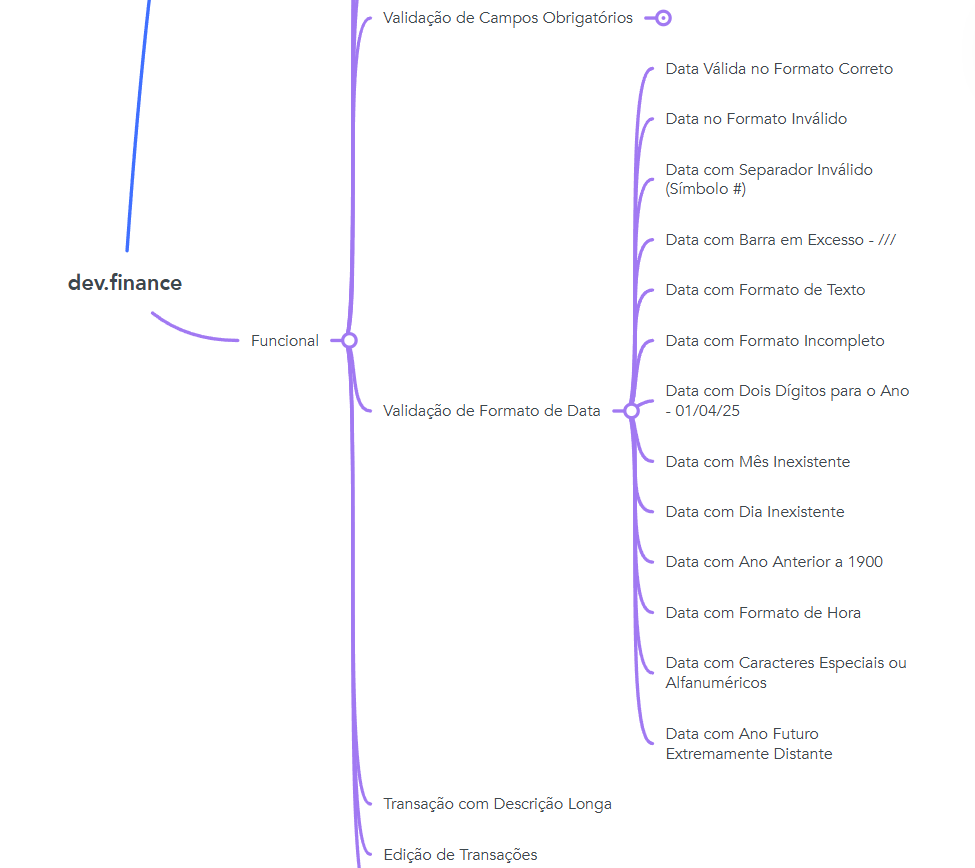 Validação de Campos Obrigatórios
Data Válida no Formato Correto
Data no Formato Inválido
Data com Separador Inválido
(Símbolo #)
Data com Barra em Excesso - ///
dev.finance
Data com Formato de Texto
Funcional
Data com Formato Incompleto
Validação de Formato de Data
Data com Dois Dígitos para o Ano
- 01/04/25
Data com Mês Inexistente
Data com Dia Inexistente
Data com Ano Anterior a 1900
Data com Formato de Hora
Data com Caracteres Especiais ou
Alfanuméricos
Data com Ano Futuro
Extremamente Distante
Transação com Descrição Longa
Edição de Transações